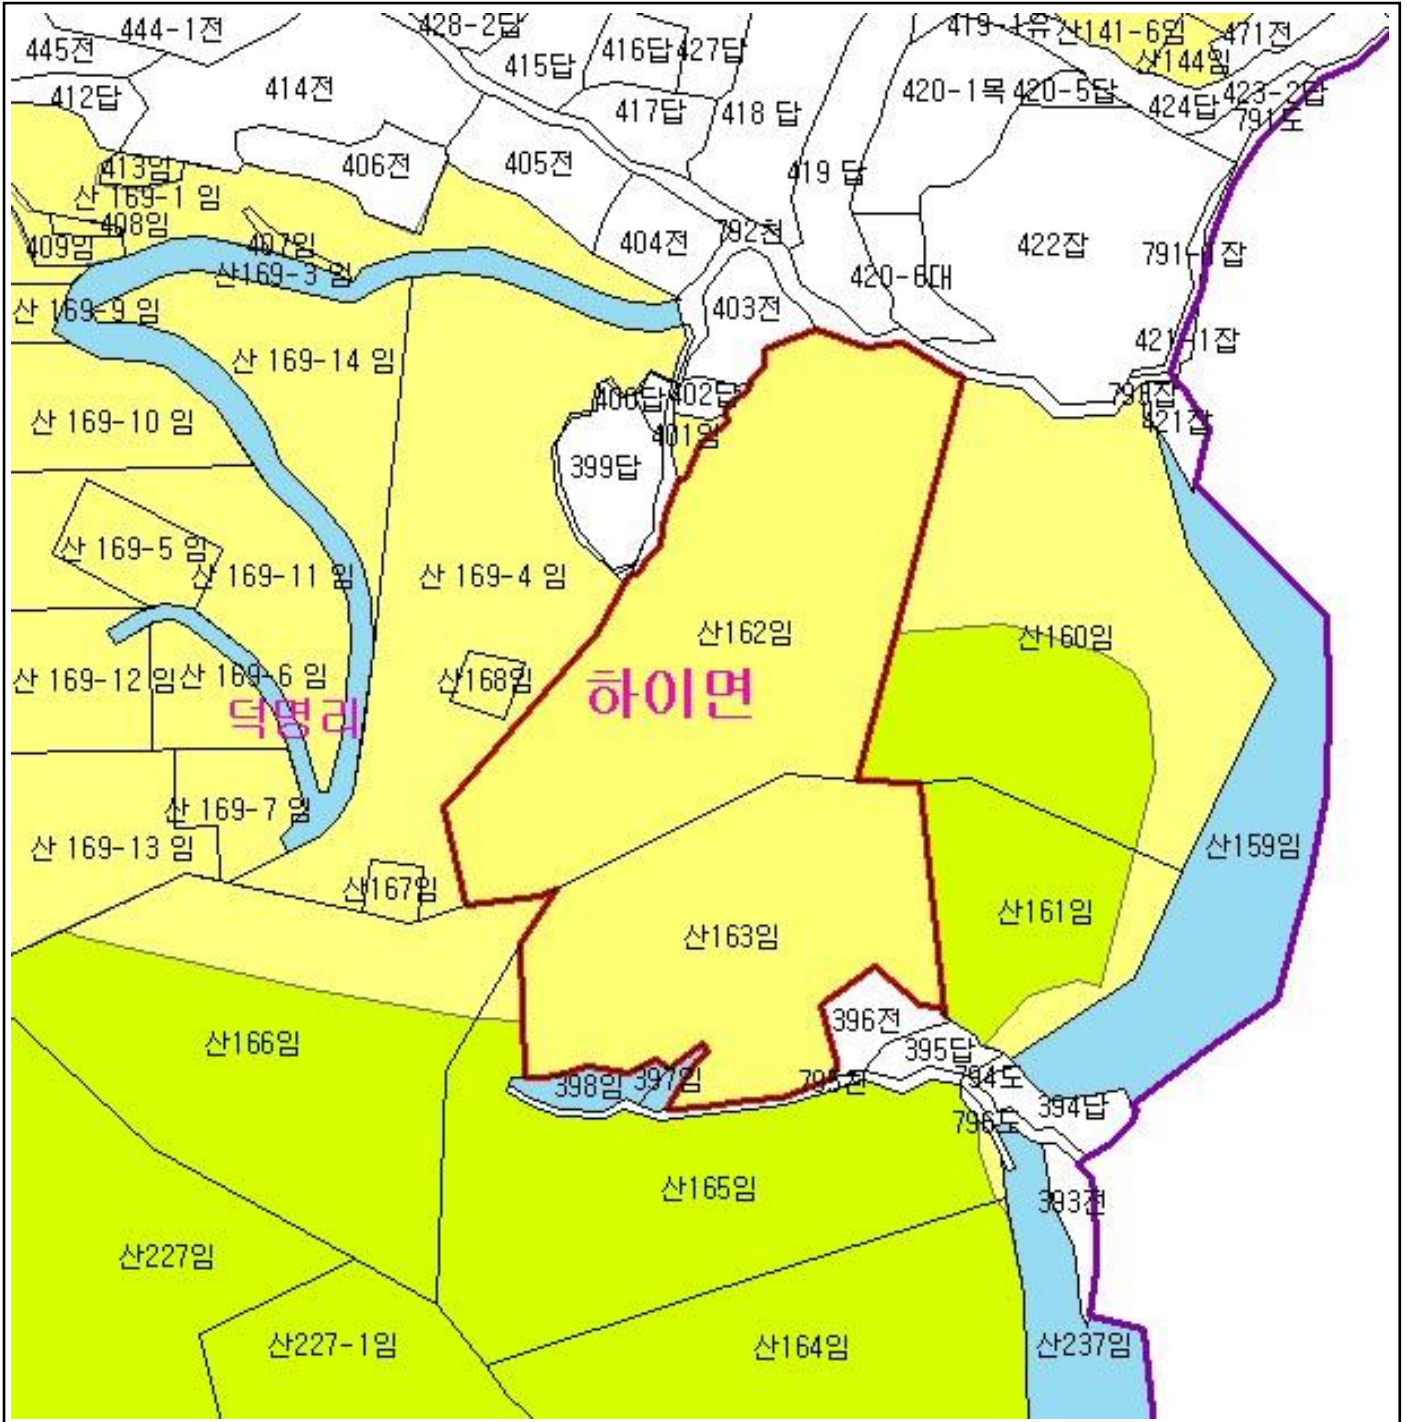 444-1전
428-2답
419-1유
산141-6임
471전
445전
415답
416답
427답
산144임
412답
414전
417답
418 답
420-1목
420-5답
424답
423-2답
791도
413임
406전
405전
419 답
산 169-1 임
408임
409임
407임
404전
792천
422잡
791-1잡
산169-3 임
420-6대
산 169-9 임
403전
421-1잡
산 169-14 임
400답
402답
산 169-10 임
401임
421잡
399답
산 169-5 임
산 169-11 임
산 169-4 임
산162임
산160임
산 169-12 임
산 169-6 임
산168임
하이면
덕명리
산 169-7 임
산 169-13 임
산159임
산167임
산161임
산163임
396전
산166임
395답
794도
398임
397임
795천
394답
796도
산165임
393전
산227임
산227-1임
산164임
산237임